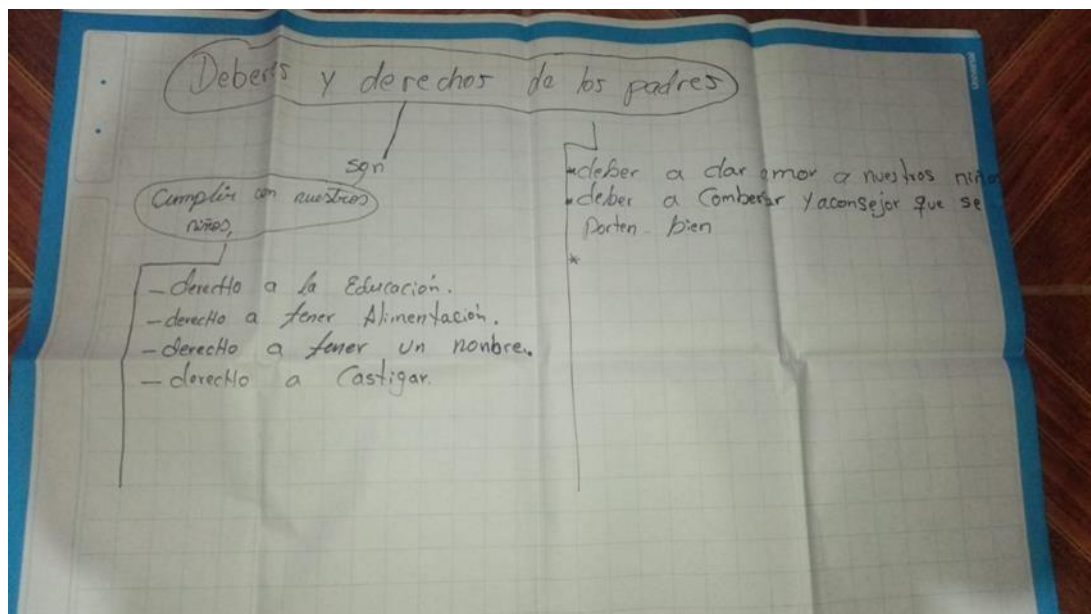 Deberes y derechos de los padres
son
Cumplir con nuestros
niños,
- derecHo a la Educación.
- derecHo a tener Alimentación.
- derecHo a tener un nonbre.
- derecHo a Castigar.
* deber a dar amor a nuestros niños
* deber a Combersar y aconsejar que se
porten bien
*